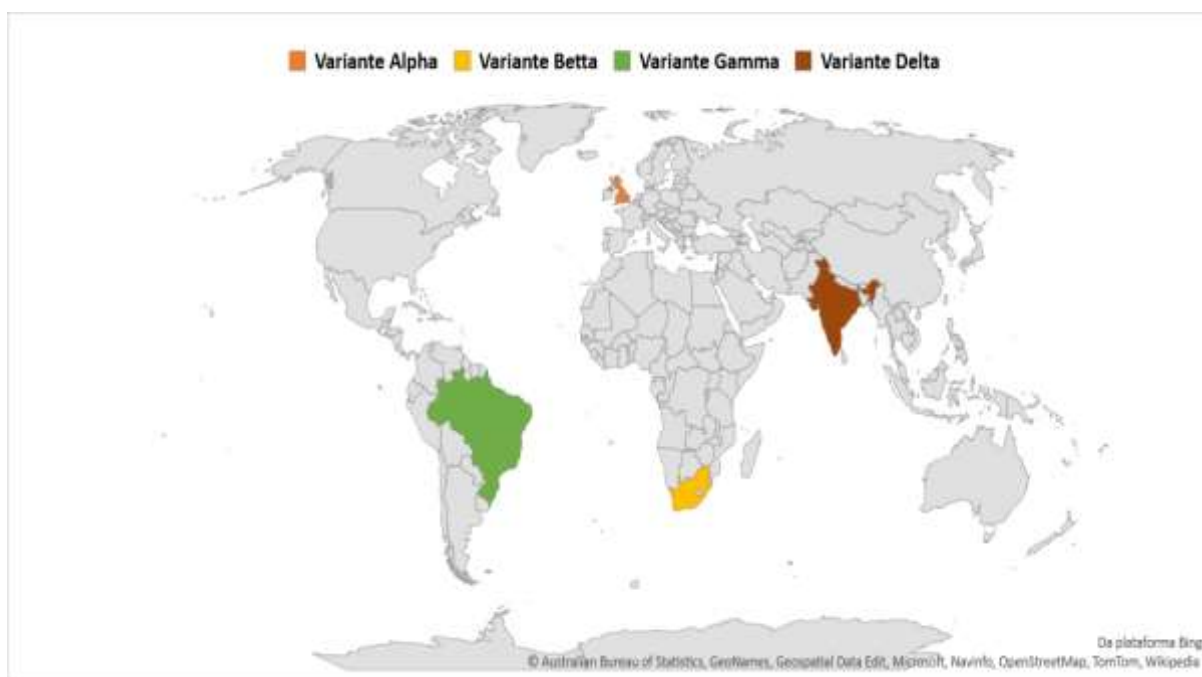 Variante Alpha Variante Betta Variante Gamma Variante Delta
Da plataforma Bing
© Australian Bureau of Statistics, GeoNames, Geospatial Data Edit, Microsoft, Navinfo, OpenStreetMap, TomTom, Wikipedia